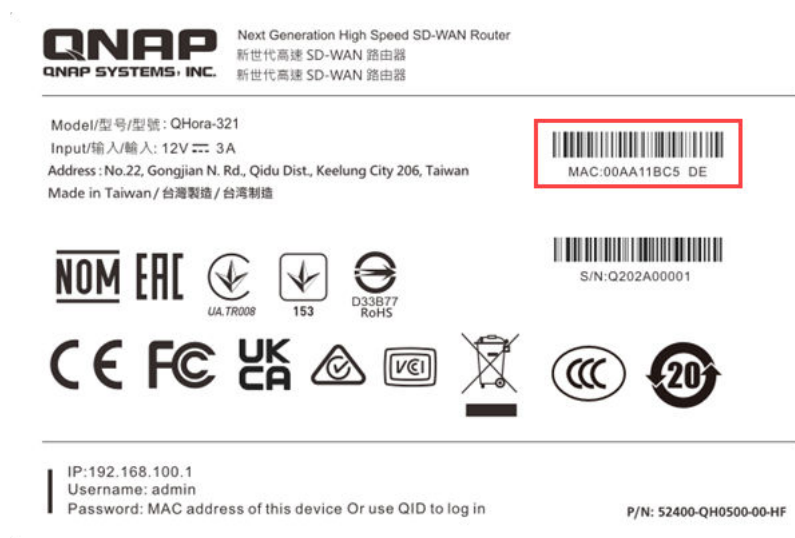 QNAP
QNAP SYSTEMS, INC.
Next Generation High Speed SD-WAN Router
新世代高速 SD-WAN 路由器
新世代高速 SD-WAN 路由器
Model/型号/型號: QHora-321
Input/输入/輸入: 12V 3A
Address : No.22, Gongjian N. Rd., Qidu Dist., Keelung City 206, Taiwan
Made in Taiwan / 台灣製造 / 台湾制造
MAC:00AA11BC5 DE
S/N:Q202A00001
NOM EAC
UA.TR008
153
D33B77
RoHS
CE FC UK
CA
VCI
CCC
20
IP:192.168.100.1
Username: admin
Password: MAC address of this device Or use QID to log in
P/N: 52400-QH0500-00-HF